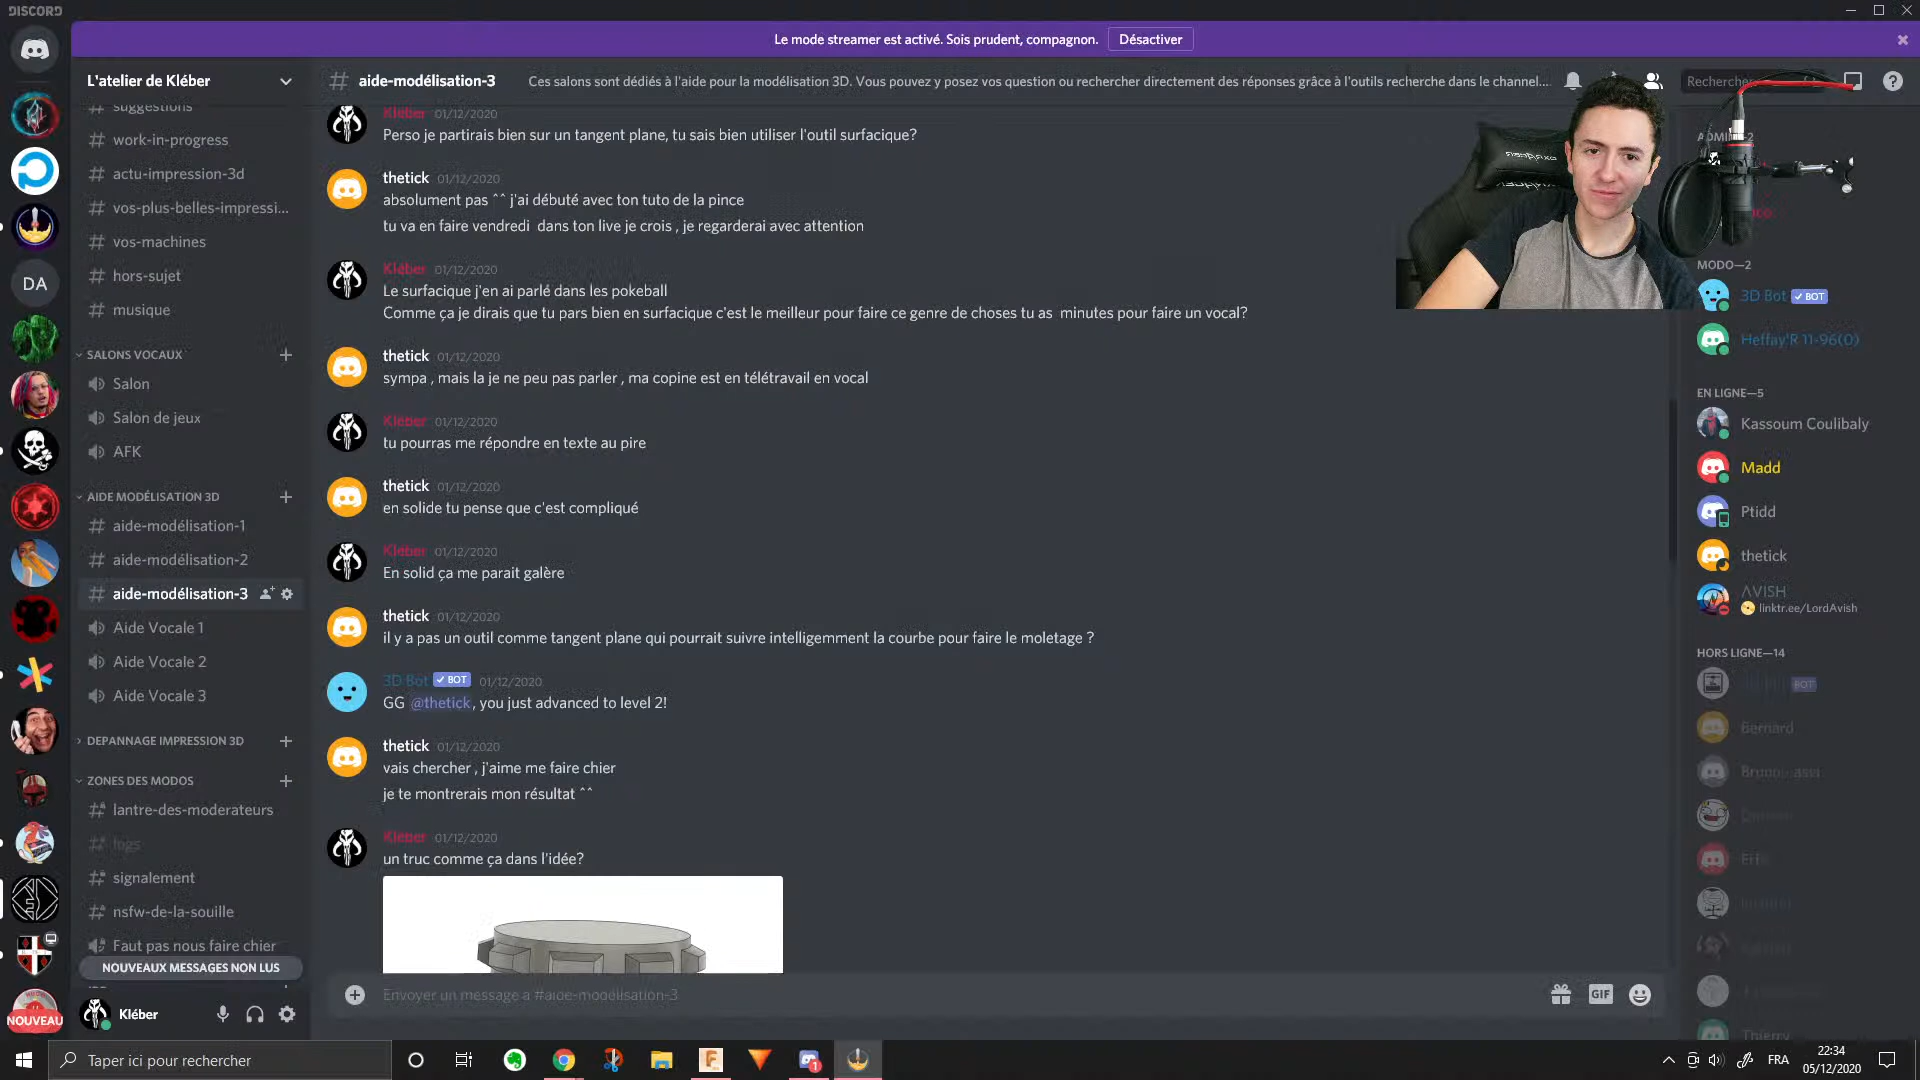 DISCORD
Le mode streamer est activé. Sois prudent, compagnon.
Désactiver
L'atelier de Kléber
suggestions
work-in-progress
actu-impression-3d
vos-plus-belles-impressi...
vos-machines
hors-sujet
musique
SALONS VOCAUX
Salon
Salon de jeux
AFK
AIDE MODÉLISATION 3D
aide-modélisation-1
aide-modélisation-2
aide-modélisation-3
Aide Vocale 1
Aide Vocale 2
Aide Vocale 3
DEPANNAGE IMPRESSION 3D
ZONES DES MODOS
lantre-des-moderateurs
logs
signalement
nsfw-de-la-souille
Faut pas nous faire chier
NOUVEAUX MESSAGES NON LUS
DA
NOUVEAU
Kléber
aide-modélisation-3
Ces salons sont dédiés à l'aide pour la modélisation 3D. Vous pouvez y posez vos question ou rechercher directement des réponses grâce à l'outils recherche dans le channel...
Kléber 01/12/2020
Perso je partirais bien sur un tangent plane, tu sais bien utiliser l'outil surfacique?
thetick 01/12/2020
absolument pas ^^ j'ai débuté avec ton tuto de la pince
tu va en faire vendredi dans ton live je crois , je regarderai avec attention
Kléber 01/12/2020
Le surfacique j'en ai parlé dans les pokeball
Comme ça je dirais que tu pars bien en surfacique c'est le meilleur pour faire ce genre de choses tu as minutes pour faire un vocal?
thetick 01/12/2020
sympa , mais la je ne peu pas parler , ma copine est en télétravail en vocal
Kléber 01/12/2020
tu pourras me répondre en texte au pire
thetick 01/12/2020
en solide tu pense que c'est compliqué
Kléber 01/12/2020
En solid ça me parait galère
thetick 01/12/2020
il y a pas un outil comme tangent plane qui pourrait suivre intelligemment la courbe pour faire le moletage ?
3D Bot BOT 01/12/2020
GG @thetick, you just advanced to level 2!
thetick 01/12/2020
vais chercher , j'aime me faire chier
je te montrerais mon résultat ^^
Kléber 01/12/2020
un truc comme ça dans l'idée?
Envoyer un message à #aide-modélisation-3
GIF
Rechercher
MODO—2
3D Bot BOT
Heffay'R 11-96(0)
EN LIGNE—5
Kassoum Coulibaly
Madd
Ptidd
thetick
ΛVISH
linktr.ee/LordAvish
HORS LIGNE—14
BOT
Bernard
Thierry
Taper ici pour rechercher
FRA
22:34
05/12/2020